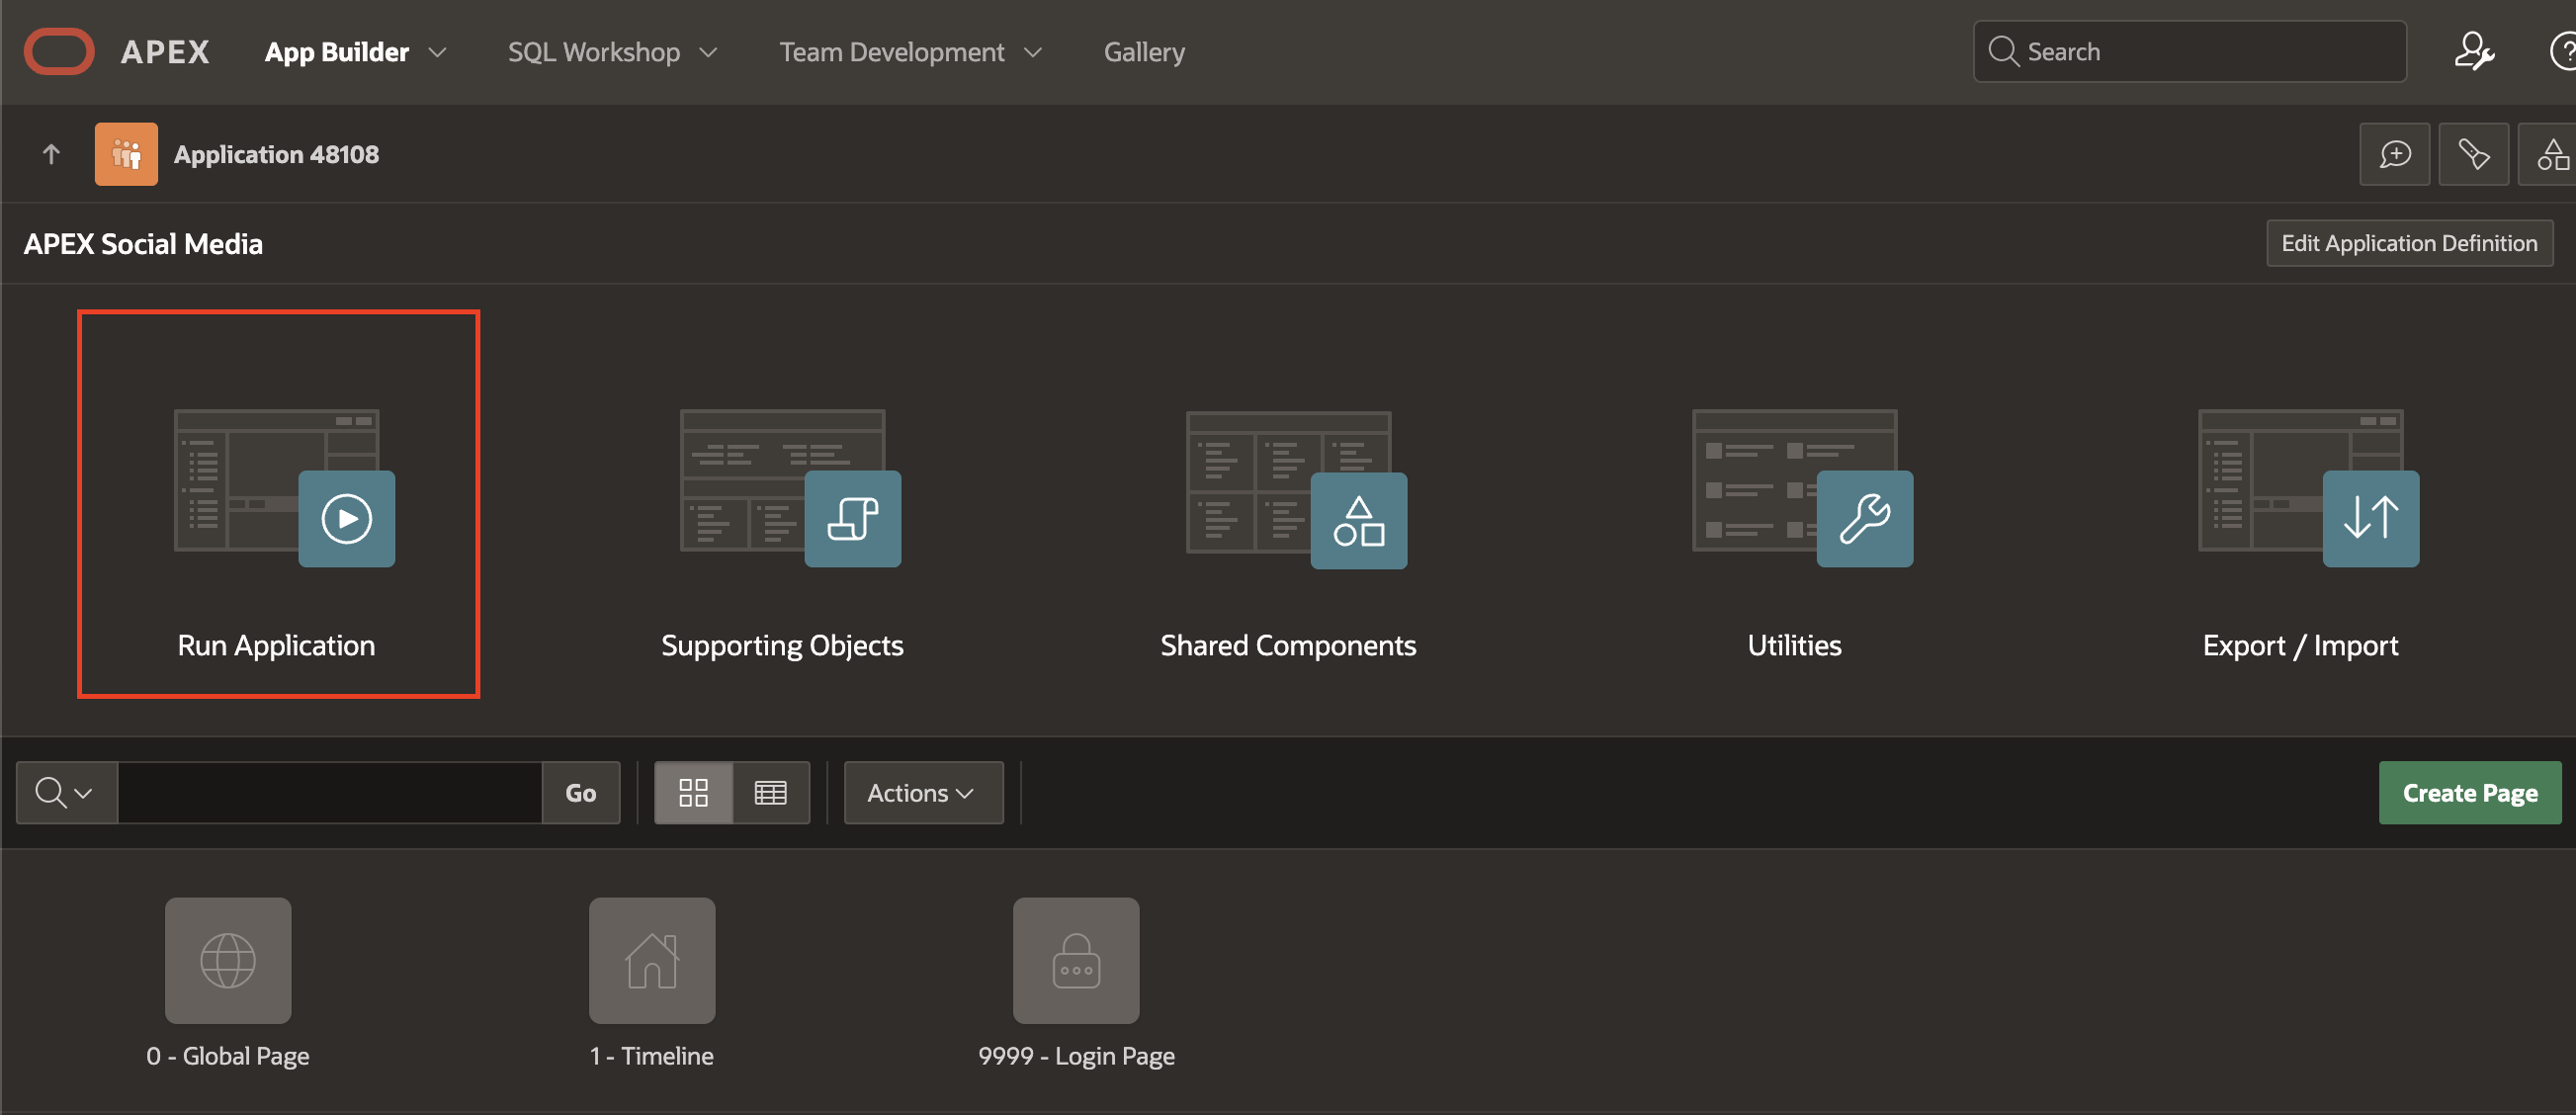 APEX App Builder SQL Workshop Team Development Gallery Search
Application 48108
APEX Social Media Edit Application Definition
Run Application Supporting Objects Shared Components Utilities Export / Import
Go Actions Create Page
0 - Global Page 1 - Timeline 9999 - Login Page